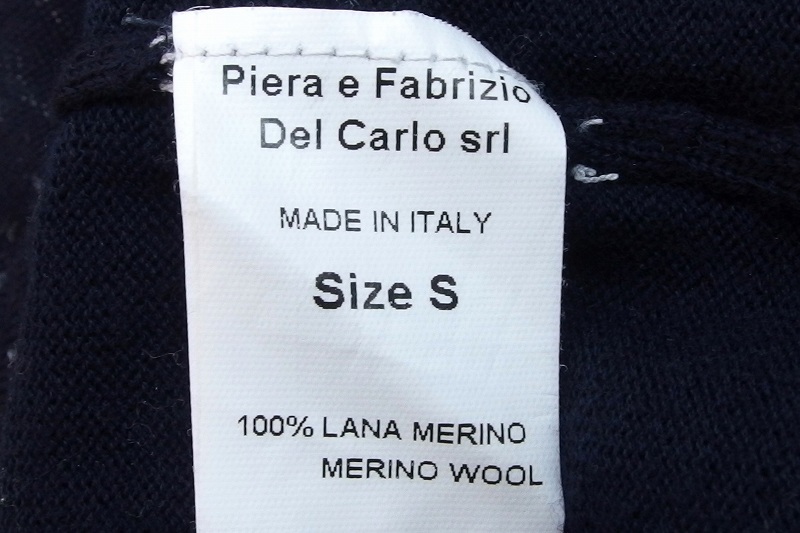 Piera e Fabrizio
Del Carlo srl
MADE IN ITALY
Size S
100% LANA MERINO
MERINO WOOL